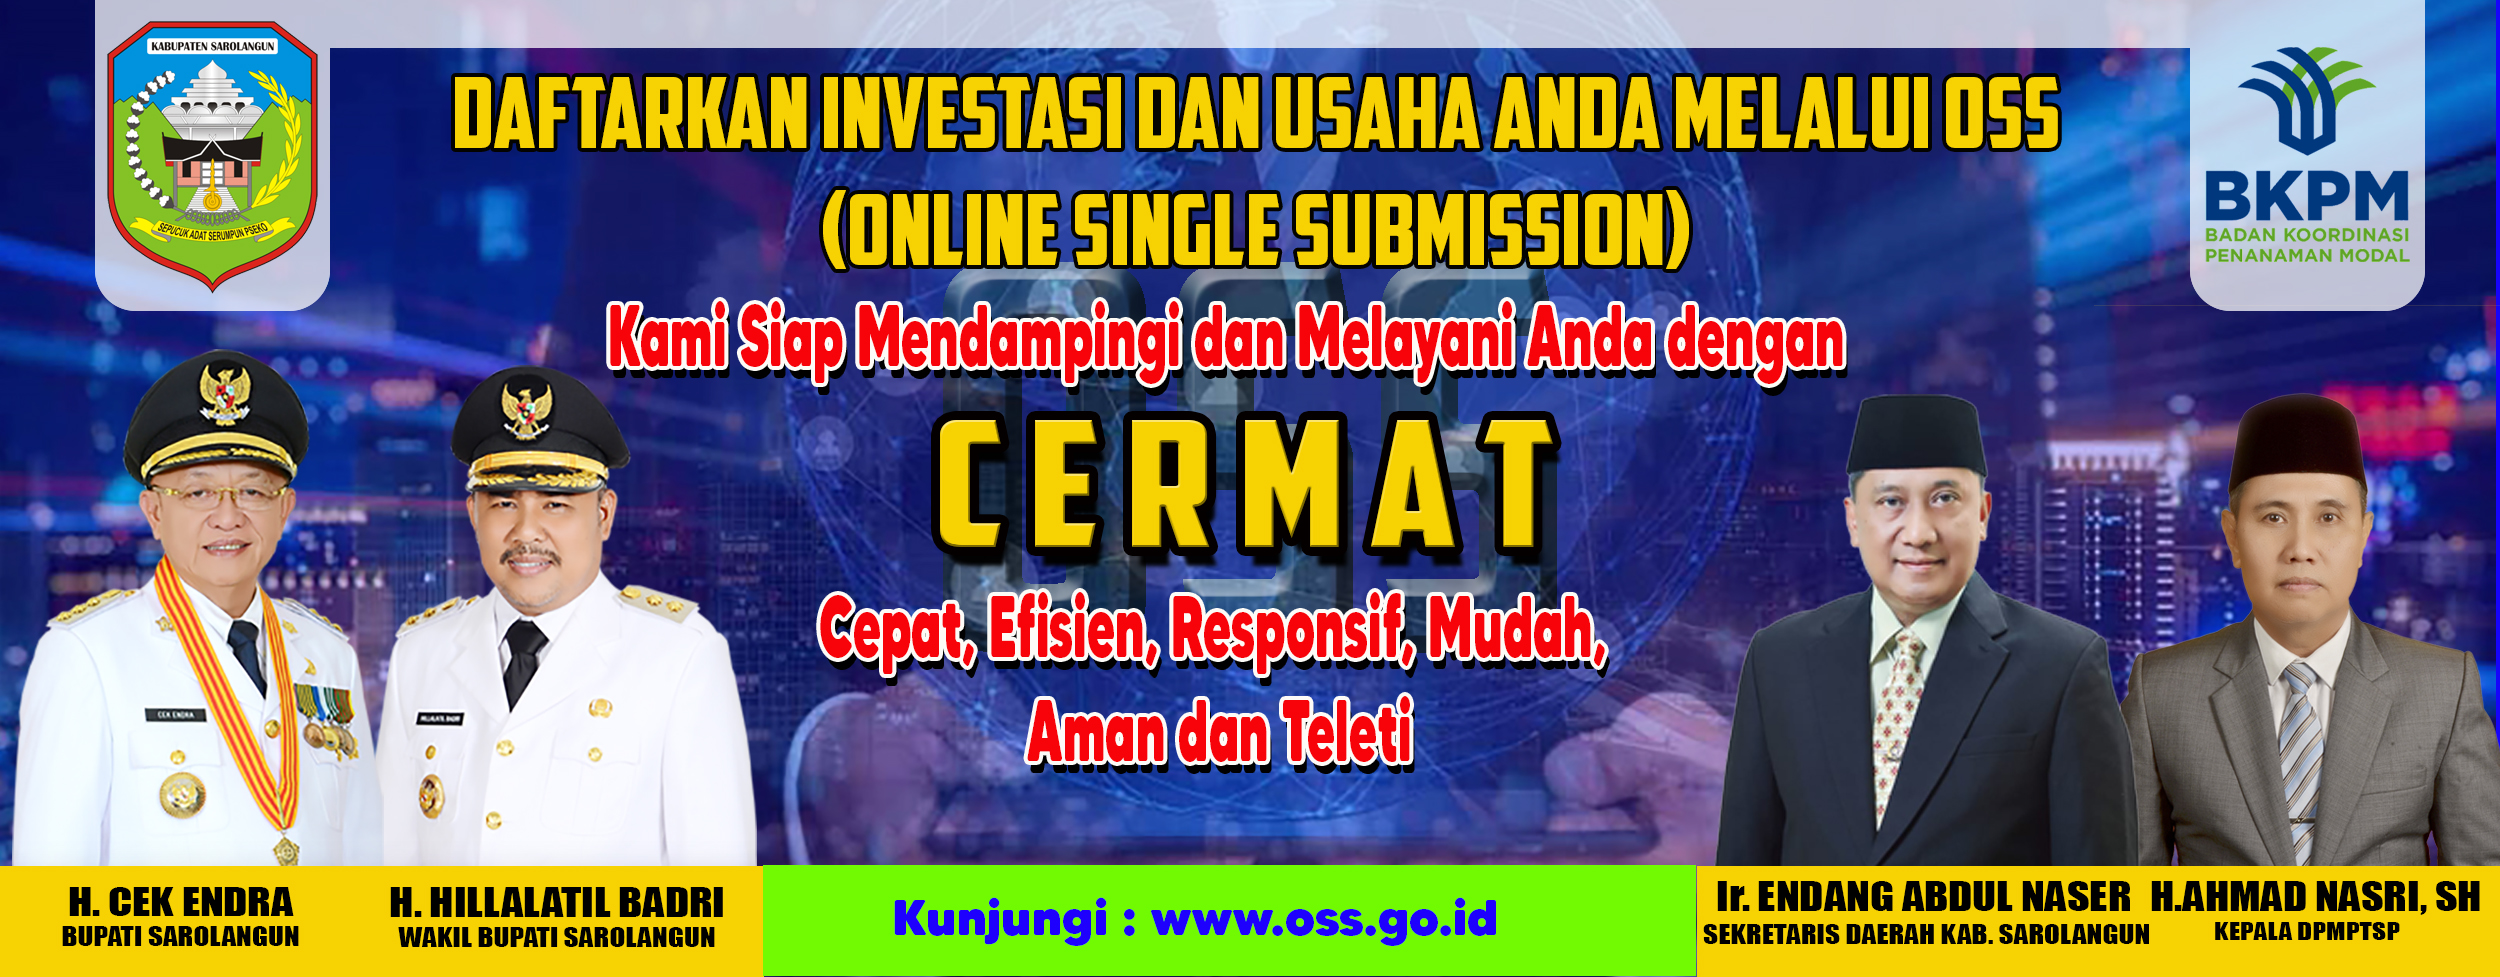 KABUPATEN SAROLANGUN
SEPUCUK ADAT SERUMPUN PSEKO
DAFTARKAN INVESTASI DAN USAHA ANDA MELALUI OSS
(ONLINE SINGLE SUBMISSION)
BKPM
BADAN KOORDINASI
PENANAMAN MODAL
Kami Siap Mendampingi dan Melayani Anda dengan
CERMAT
Cepat, Efisien, Responsif, Mudah,
Aman dan Teleti
CEK ENDRA
HILLALATIL BADRI
H. CEK ENDRA
BUPATI SAROLANGUN
H. HILLALATIL BADRI
WAKIL BUPATI SAROLANGUN
Kunjungi : www.oss.go.id
Ir. ENDANG ABDUL NASER
SEKRETARIS DAERAH KAB. SAROLANGUN
H.AHMAD NASRI, SH
KEPALA DPMPTSP